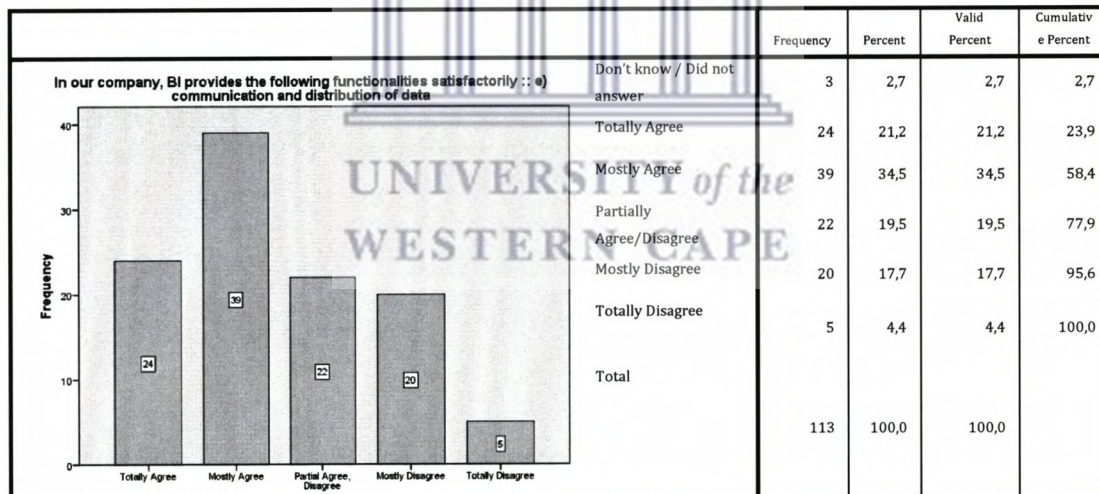 Frequency Percent Valid Percent Cumulativ e Percent
In our company, BI provides the following functionalities satisfactorily :: e)
communication and distribution of data
Frequency
40
30
20
10
0
24
39
22
20
5
Totally Agree
Mostly Agree
Partial Agree, Disagree
Mostly Disagree
Totally Disagree
Don't know / Did not
answer
3 2,7 2,7 2,7
Totally Agree 24 21,2 21,2 23,9
Mostly Agree 39 34,5 34,5 58,4
Partially
Agree/Disagree
22 19,5 19,5 77,9
Mostly Disagree 20 17,7 17,7 95,6
Totally Disagree
5 4,4 4,4 100,0
Total
113 100,0 100,0
UNIVERSITY of the
WESTERN CAPE